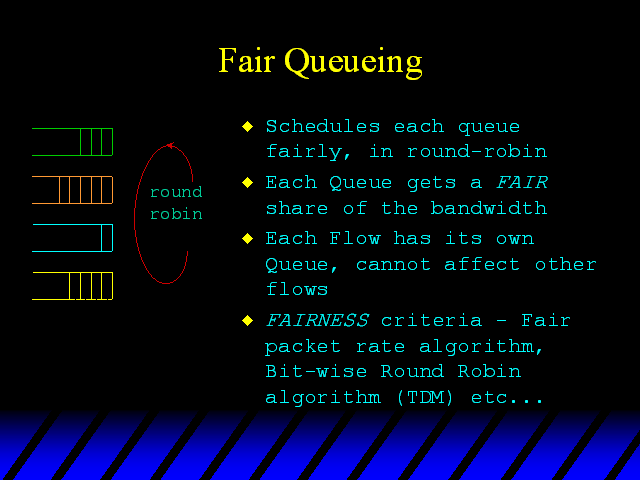 Fair Queueing
round
robin
◆ Schedules each queue
fairly, in round-robin
◆ Each Queue gets a FAIR
share of the bandwidth
◆ Each Flow has its own
Queue, cannot affect other
flows
◆ FAIRNESS criteria - Fair
packet rate algorithm,
Bit-wise Round Robin
algorithm (TDM) etc...